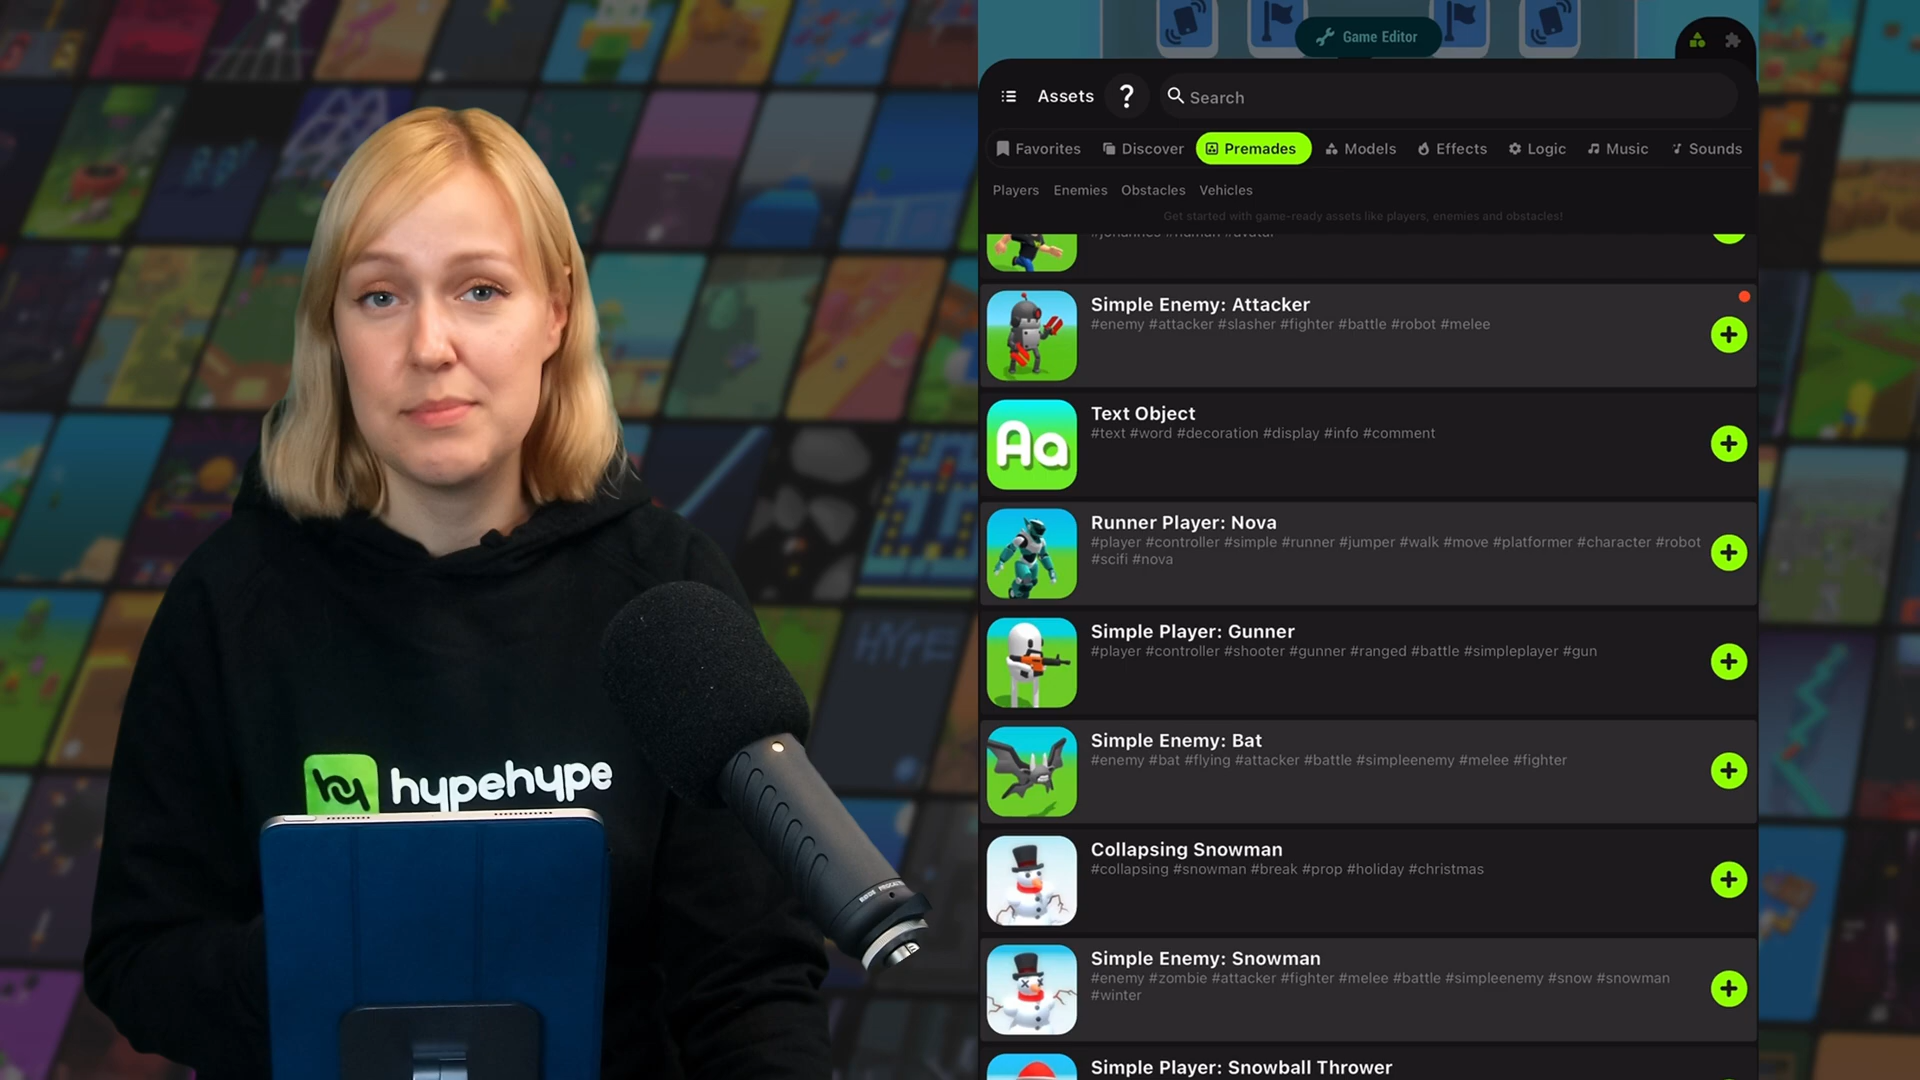 Game Editor
Assets
?
Search
Favorites
Discover
Premades
Models
Effects
Logic
Music
Sounds
Players
Enemies
Obstacles
Vehicles
Get started with game-ready assets like players, enemies and obstacles!
Simple Enemy: Attacker
#enemy #attacker #slasher #fighter #battle #robot #melee
Aa
Text Object
#text #word #decoration #display #info #comment
Runner Player: Nova
#player #controller #simple #runner #jumper #walk #move #platformer #character #robot
#scifi #nova
Simple Player: Gunner
#player #controller #shooter #gunner #ranged #battle #simpleplayer #gun
Simple Enemy: Bat
#enemy #bat #flying #attacker #battle #simpleenemy #melee #fighter
Collapsing Snowman
#collapsing #snowman #break #prop #holiday #christmas
Simple Enemy: Snowman
#enemy #zombie #attacker #fighter #melee #battle #simpleenemy #snow #snowman
#winter
Simple Player: Snowball Thrower
HYPE
hypehype